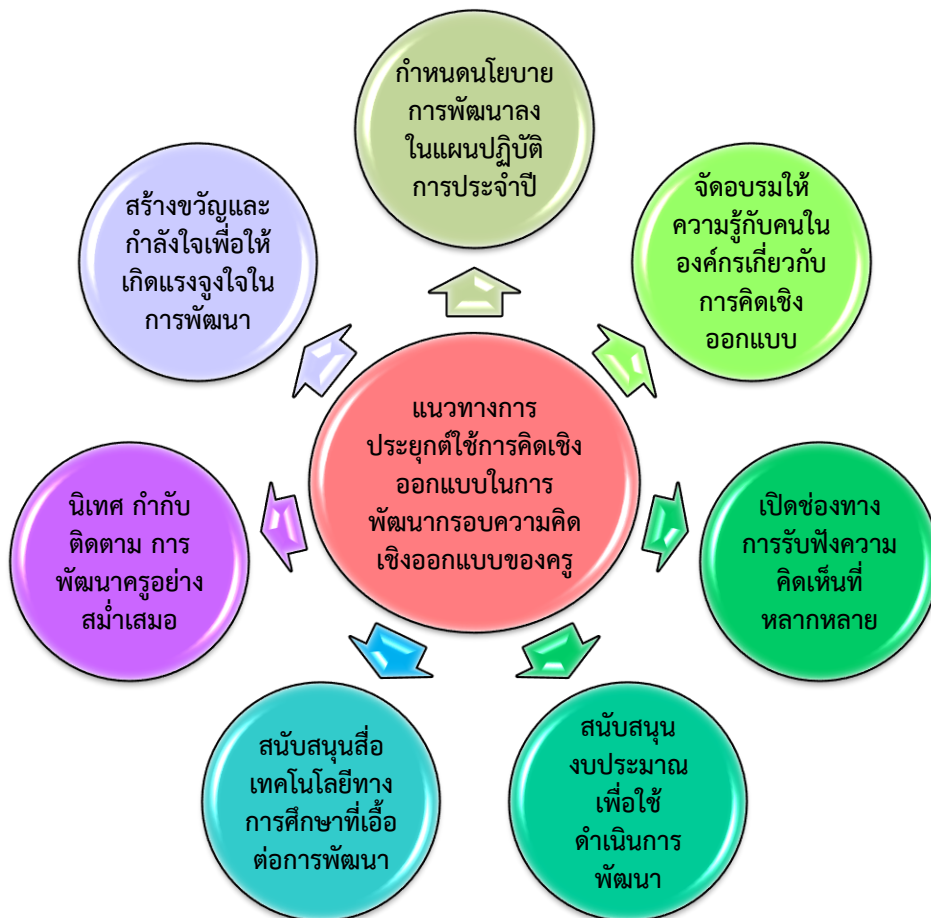 กำหนดนโยบาย
การพัฒนาลง
ในแผนปฏิบัติ
การประจำปี
จัดอบรมให้
ความรู้กับคนใน
องค์กรเกี่ยวกับ
การคิดเชิง
ออกแบบ
เปิดช่องทาง
การรับฟังความ
คิดเห็นที่
หลากหลาย
สนับสนุน
งบประมาณ
เพื่อใช้
ดำเนินการ
พัฒนา
สนับสนุนสื่อ
เทคโนโลยีทาง
การศึกษาที่เอื้อ
ต่อการพัฒนา
นิเทศ กำกับ
ติดตาม การ
พัฒนาครูอย่าง
สม่ำเสมอ
สร้างขวัญและ
กำลังใจเพื่อให้
เกิดแรงจูงใจใน
การพัฒนา
แนวทางการ
ประยุกต์ใช้การคิดเชิง
ออกแบบในการ
พัฒนากรอบความคิด
เชิงออกแบบของครู